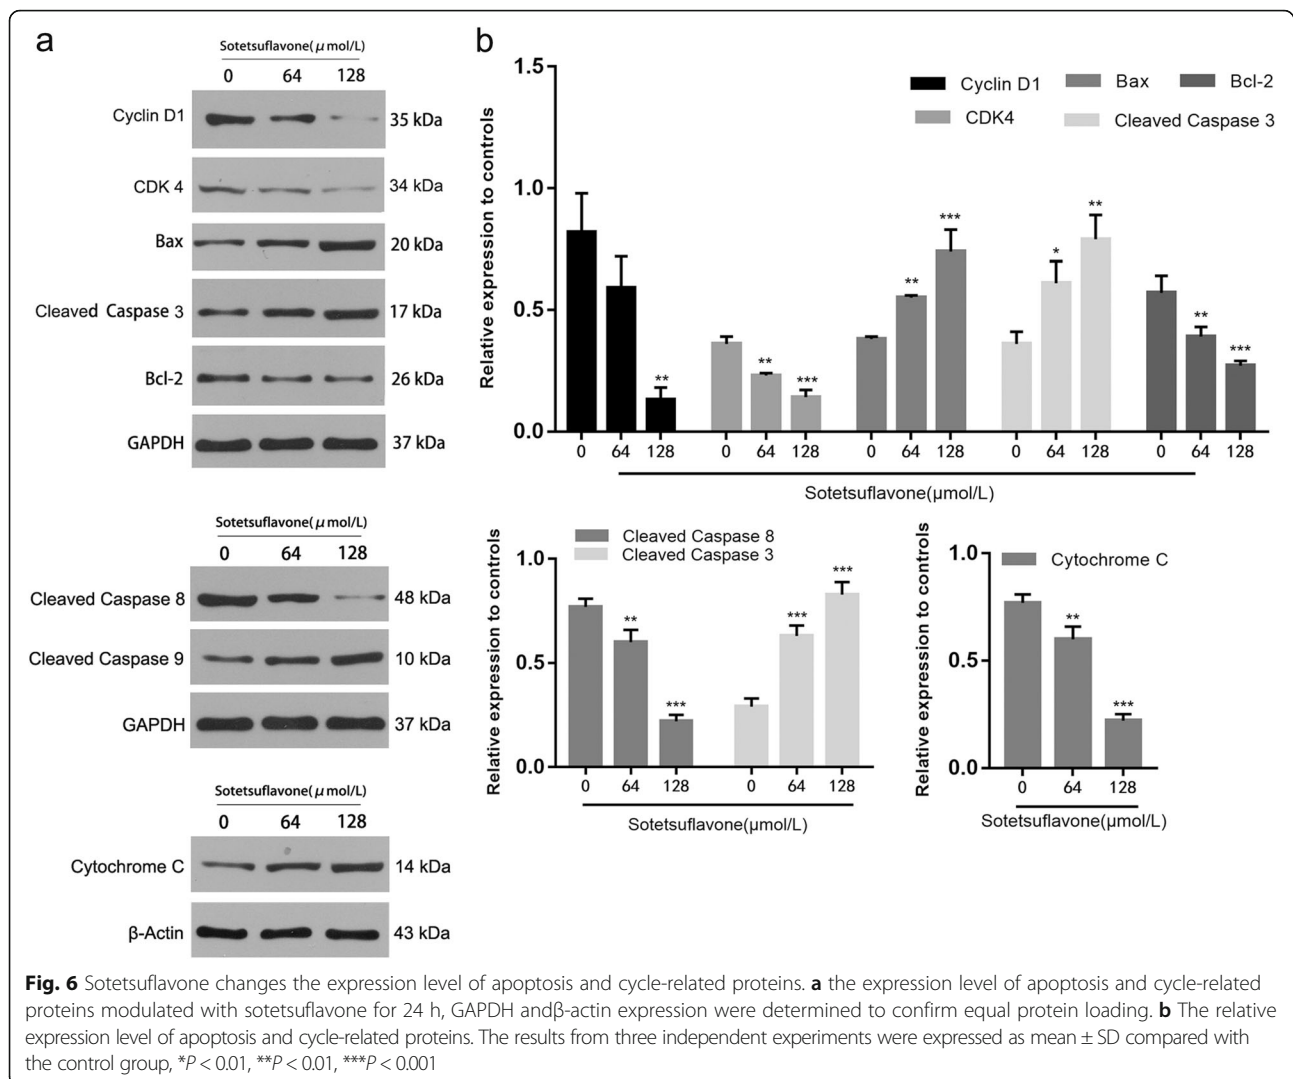 a
Sotetsuflavone(μmol/L)
0 64 128
Cyclin D1 35 kDa
CDK 4 34 kDa
Bax 20 kDa
Cleaved Caspase 3 17 kDa
Bcl-2 26 kDa
GAPDH 37 kDa
Sotetsuflavone(μmol/L)
0 64 128
Cleaved Caspase 8 48 kDa
Cleaved Caspase 9 10 kDa
GAPDH 37 kDa
Sotetsuflavone(μmol/L)
0 64 128
Cytochrome C 14 kDa
β-Actin 43 kDa
b
Relative expression to controls
1.5
1.0
0.5
0.0
Cyclin D1 Bax Bcl-2
CDK4 Cleaved Caspase 3
** ** *** ** *** * ** ** ***
0 64 128 0 64 128 0 64 128 0 64 128 0 64 128
Sotetsuflavone(μmol/L)
Relative expression to controls
1.0
0.5
0.0
Cleaved Caspase 8
Cleaved Caspase 3
** *** *** ***
0 64 128 0 64 128
Sotetsuflavone(μmol/L)
Relative expression to controls
1.0
0.5
0.0
Cytochrome C
** ***
0 64 128
Sotetsuflavone(μmol/L)
Fig. 6 Sotetsuflavone changes the expression level of apoptosis and cycle-related proteins. a the expression level of apoptosis and cycle-related
proteins modulated with sotetsuflavone for 24 h, GAPDH andβ-actin expression were determined to confirm equal protein loading. b The relative
expression level of apoptosis and cycle-related proteins. The results from three independent experiments were expressed as mean ± SD compared with
the control group, *P < 0.01, **P < 0.01, ***P < 0.001